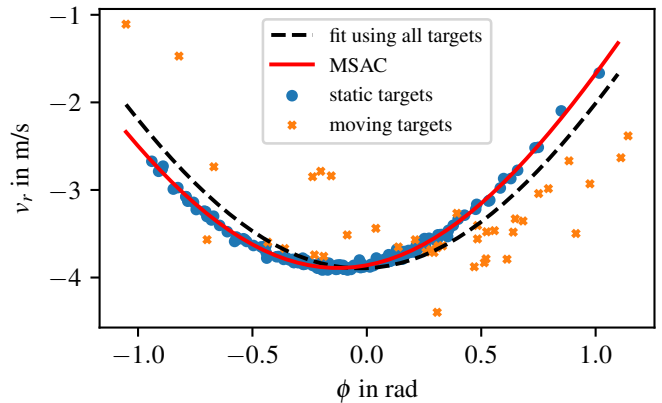 −1
−2
−3
−4
v_r in m/s
fit using all targets
MSAC
static targets
moving targets
−1.0 −0.5 0.0 0.5 1.0
ϕ in rad